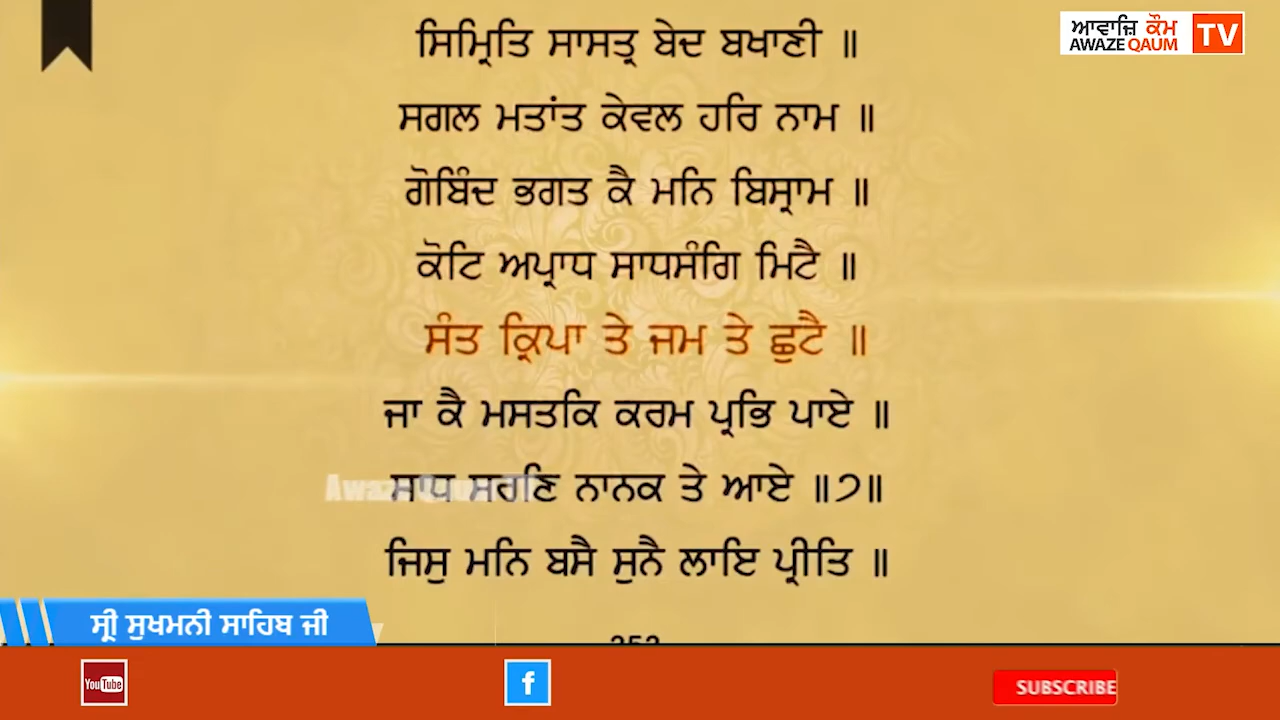 ਆਵਾਜ਼ਿ ਕੌਮ
AWAZE QAUM TV
ਸਿਮ੍ਰਿਤਿ ਸਾਸਤ੍ਰ ਬੇਦ ਬਖਾਣੀ ॥
ਸਗਲ ਮਤਾਂਤ ਕੇਵਲ ਹਰਿ ਨਾਮ ॥
ਗੋਬਿੰਦ ਭਗਤ ਕੈ ਮਨਿ ਬਿਸ੍ਰਾਮ ॥
ਕੋਟਿ ਅਪ੍ਰਾਧ ਸਾਧਸੰਗਿ ਮਿਟੈ ॥
ਸੰਤ ਕ੍ਰਿਪਾ ਤੇ ਜਮ ਤੇ ਛੁਟੈ ॥
ਜਾ ਕੈ ਮਸਤਕਿ ਕਰਮ ਪ੍ਰਭਿ ਪਾਏ ॥
ਸਾਧ ਸਰਣਿ ਨਾਨਕ ਤੇ ਆਏ ॥੭॥
ਜਿਸੁ ਮਨਿ ਬਸੈ ਸੁਨੈ ਲਾਇ ਪ੍ਰੀਤਿ ॥
ਸ੍ਰੀ ਸੁਖਮਨੀ ਸਾਹਿਬ ਜੀ
YouTube
f
SUBSCRIBE